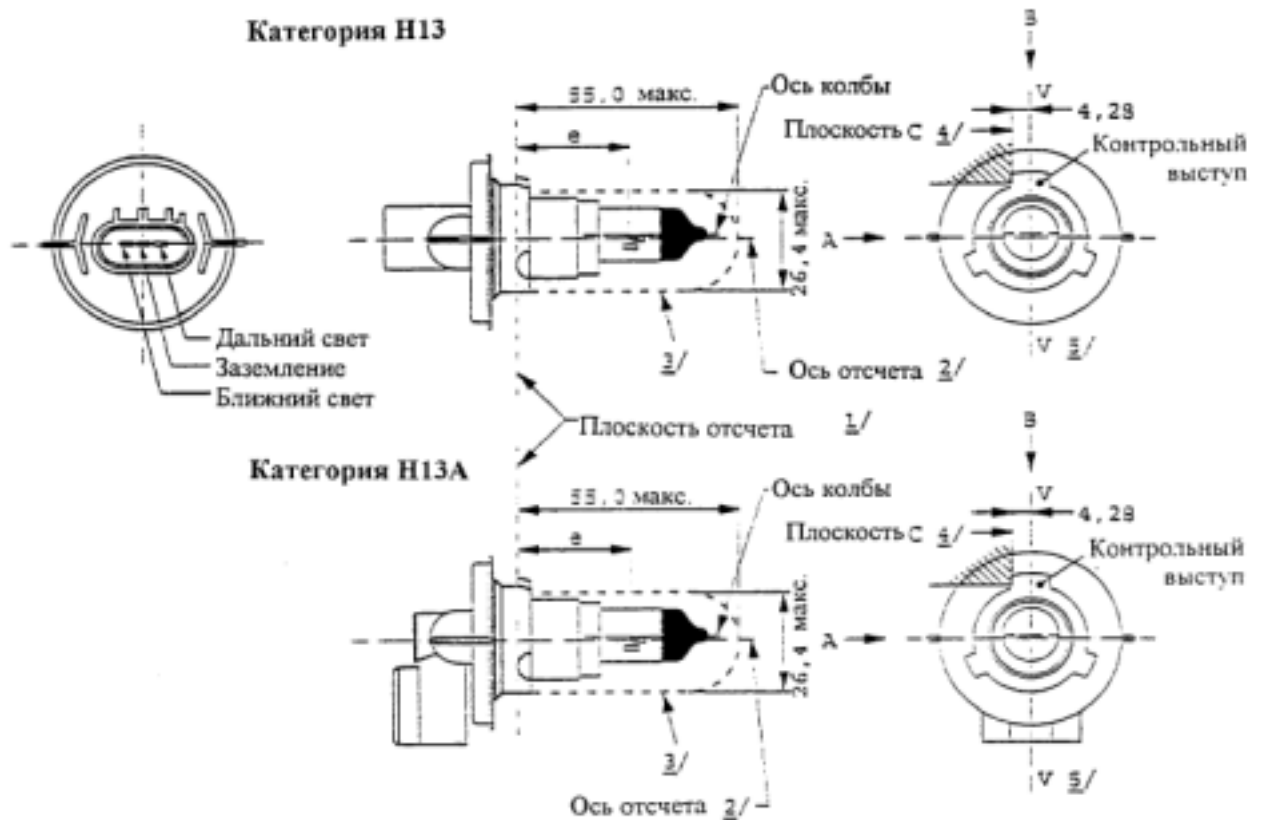 Категория H13
B
V
55,0 макс.
Ось колбы
4,28
Плоскость C 4/
Контрольный
выступ
e
A
26,4 макс.
Дальний свет
Заземление
Ближний свет
3/
Ось отсчета 2/
V 5/
Плоскость отсчета 1/
B
Категория H13A
V
55,0 макс.
Ось колбы
4,28
Плоскость C 4/
Контрольный
выступ
e
A
26,4 макс.
3/
V 5/
Ось отсчета 2/